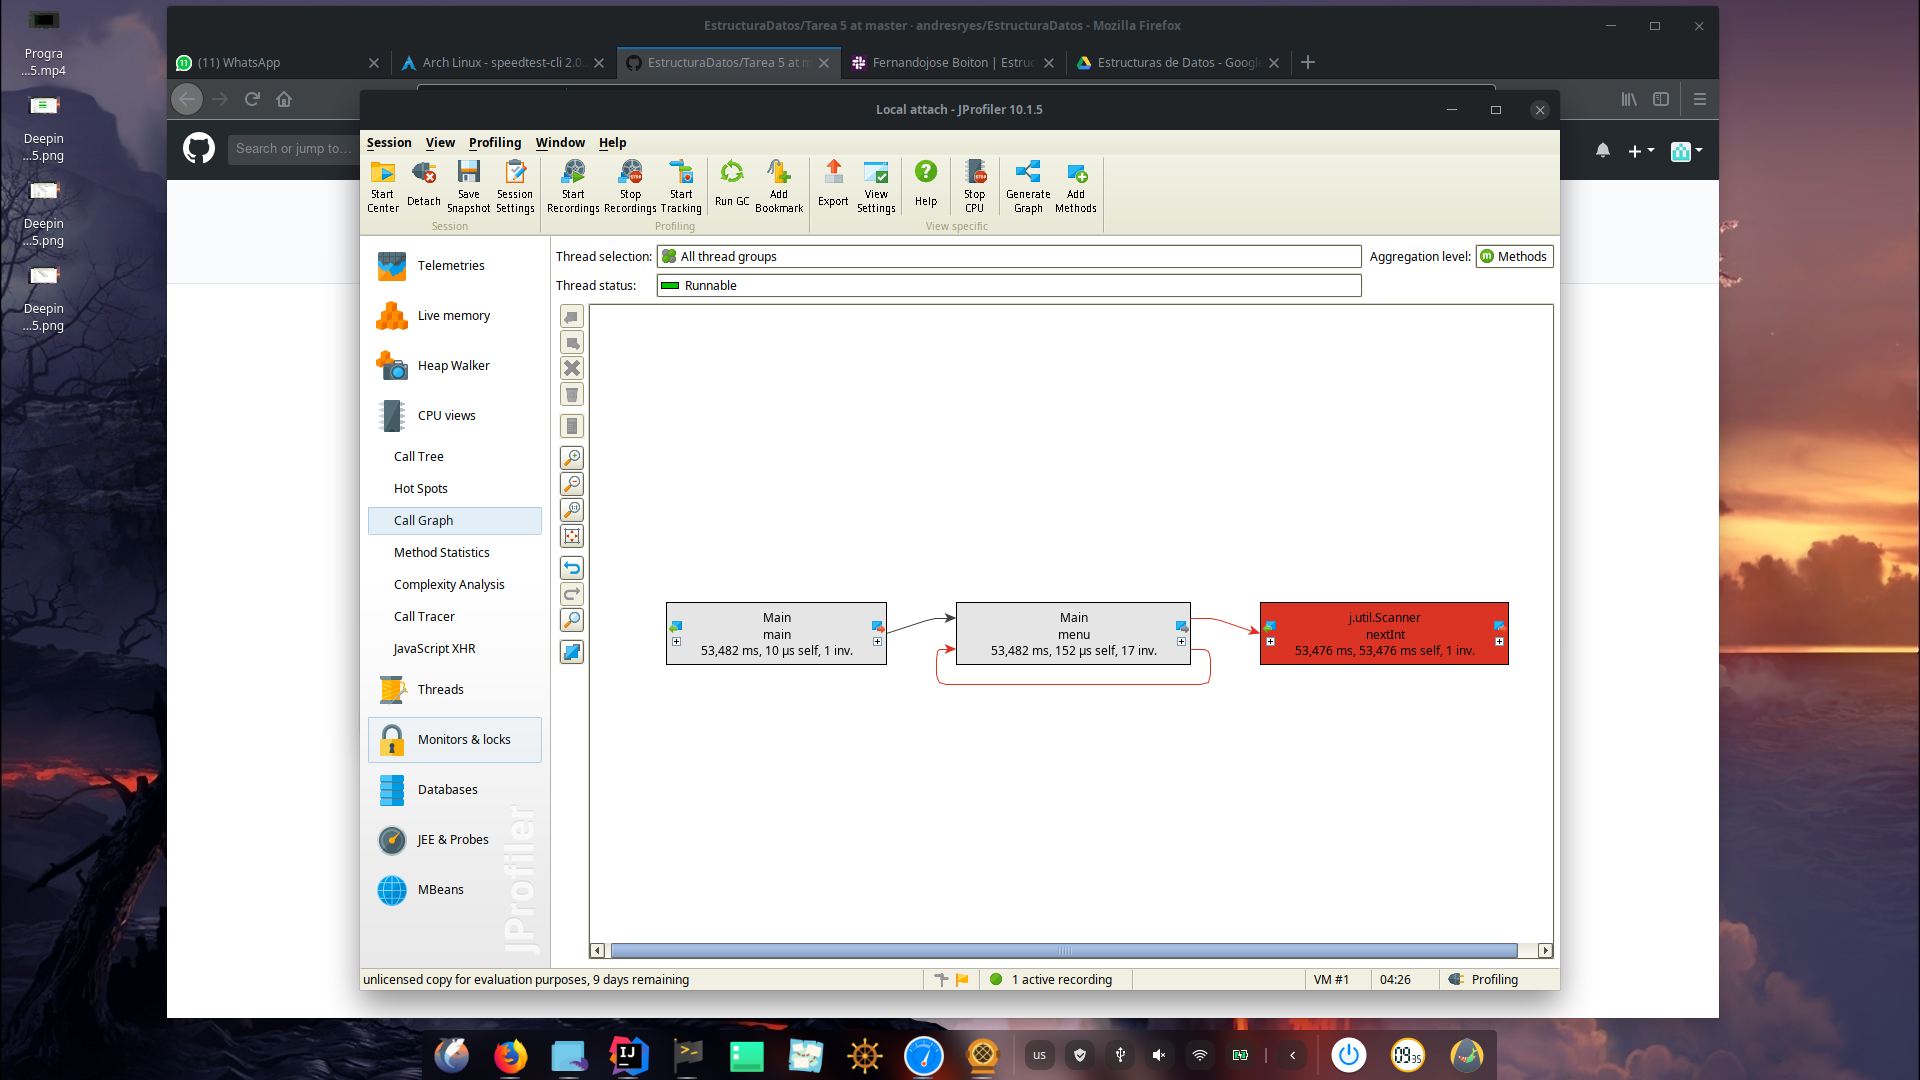 Progra
...5.mp4
Deepin
...5.png
Deepin
...5.png
Deepin
...5.png
EstructuraDatos/Tarea 5 at master · andresryes/EstructuraDatos - Mozilla Firefox
(11) WhatsApp
Arch Linux - speedtest-cli 2.0.
EstructuraDatos/Tarea 5 at m
Fernandojose Boiton | Estruc
Estructuras de Datos - Google
Search or jump to...
Local attach - JProfiler 10.1.5
Session View Profiling Window Help
Start Center
Detach
Save Snapshot
Session Settings
Start Recordings
Stop Recordings
Start Tracking
Run GC
Add Bookmark
Export
View Settings
Help
Stop CPU
Generate Graph
Add Methods
Session
Profiling
View specific
Telemetries
Live memory
Heap Walker
CPU views
Call Tree
Hot Spots
Call Graph
Method Statistics
Complexity Analysis
Call Tracer
JavaScript XHR
Threads
Monitors & locks
Databases
JEE & Probes
MBeans
JProfiler
Thread selection: All thread groups
Aggregation level: Methods
Thread status: Runnable
Main
main
53,482 ms, 10 µs self, 1 inv.
Main
menu
53,482 ms, 152 µs self, 17 inv.
j.util.Scanner
nextInt
53,476 ms, 53,476 ms self, 1 inv.
unlicensed copy for evaluation purposes, 9 days remaining
1 active recording
VM #1
04:26
Profiling
IJ
us
09 35